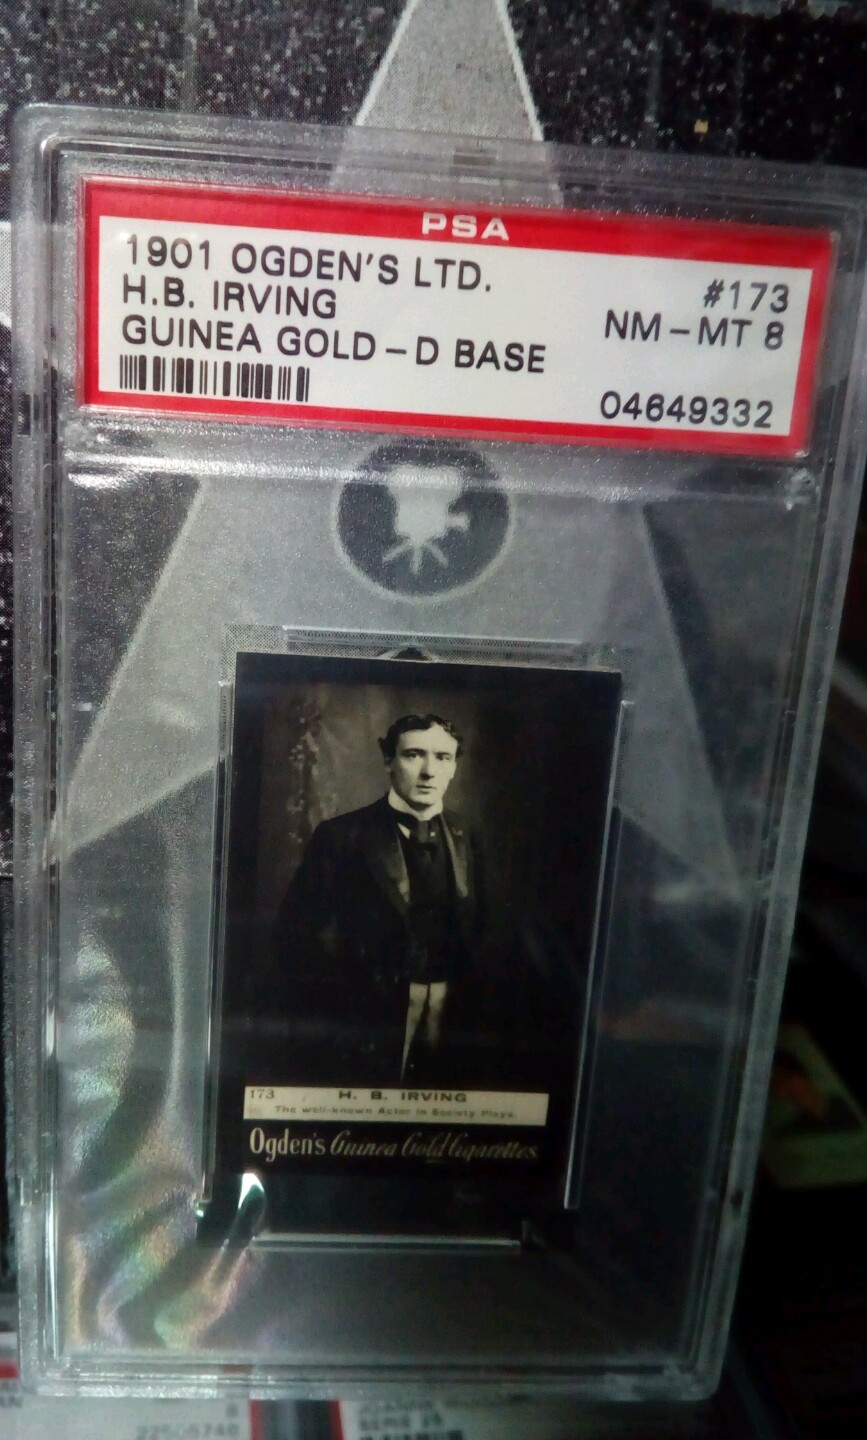 PSA
1901 OGDEN'S LTD.
H.B. IRVING
GUINEA GOLD-D BASE
#173
NM-MT 8
04649332
173 H. B. IRVING
The well-known Actor in Society Plays.
Ogden's Guinea Gold Cigarettes